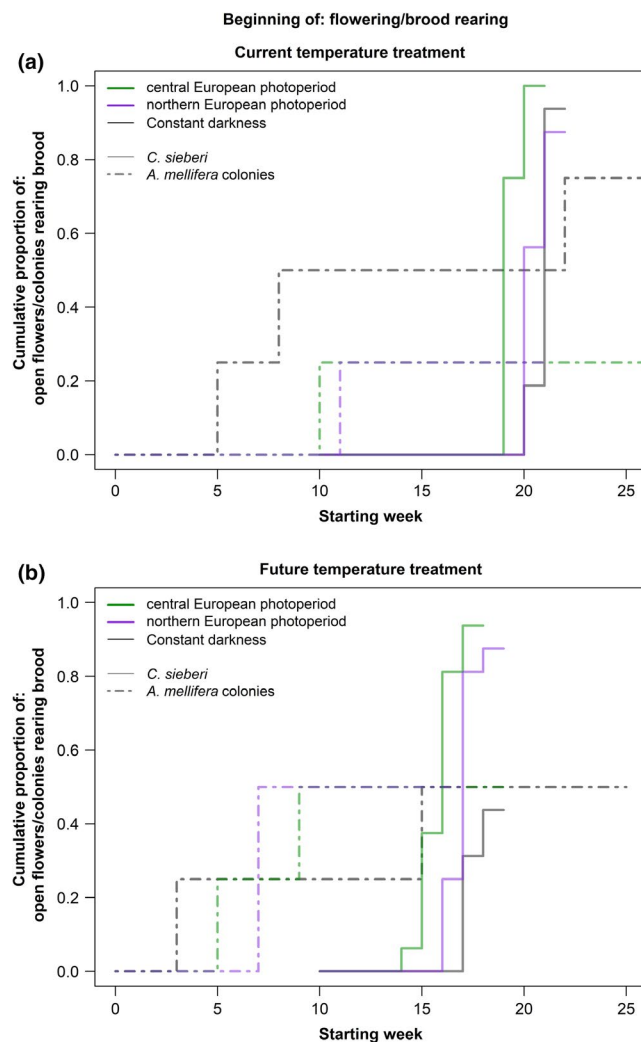 Beginning of: flowering/brood rearing
Current temperature treatment
(a)
central European photoperiod
northern European photoperiod
Constant darkness
C. sieberi
A. mellifera colonies
Cumulative proportion of:
open flowers/colonies rearing brood
1.0
0.8
0.6
0.4
0.2
0.0
0 5 10 15 20 25
Starting week
Future temperature treatment
(b)
central European photoperiod
northern European photoperiod
Constant darkness
C. sieberi
A. mellifera colonies
Cumulative proportion of:
open flowers/colonies rearing brood
1.0
0.8
0.6
0.4
0.2
0.0
0 5 10 15 20 25
Starting week